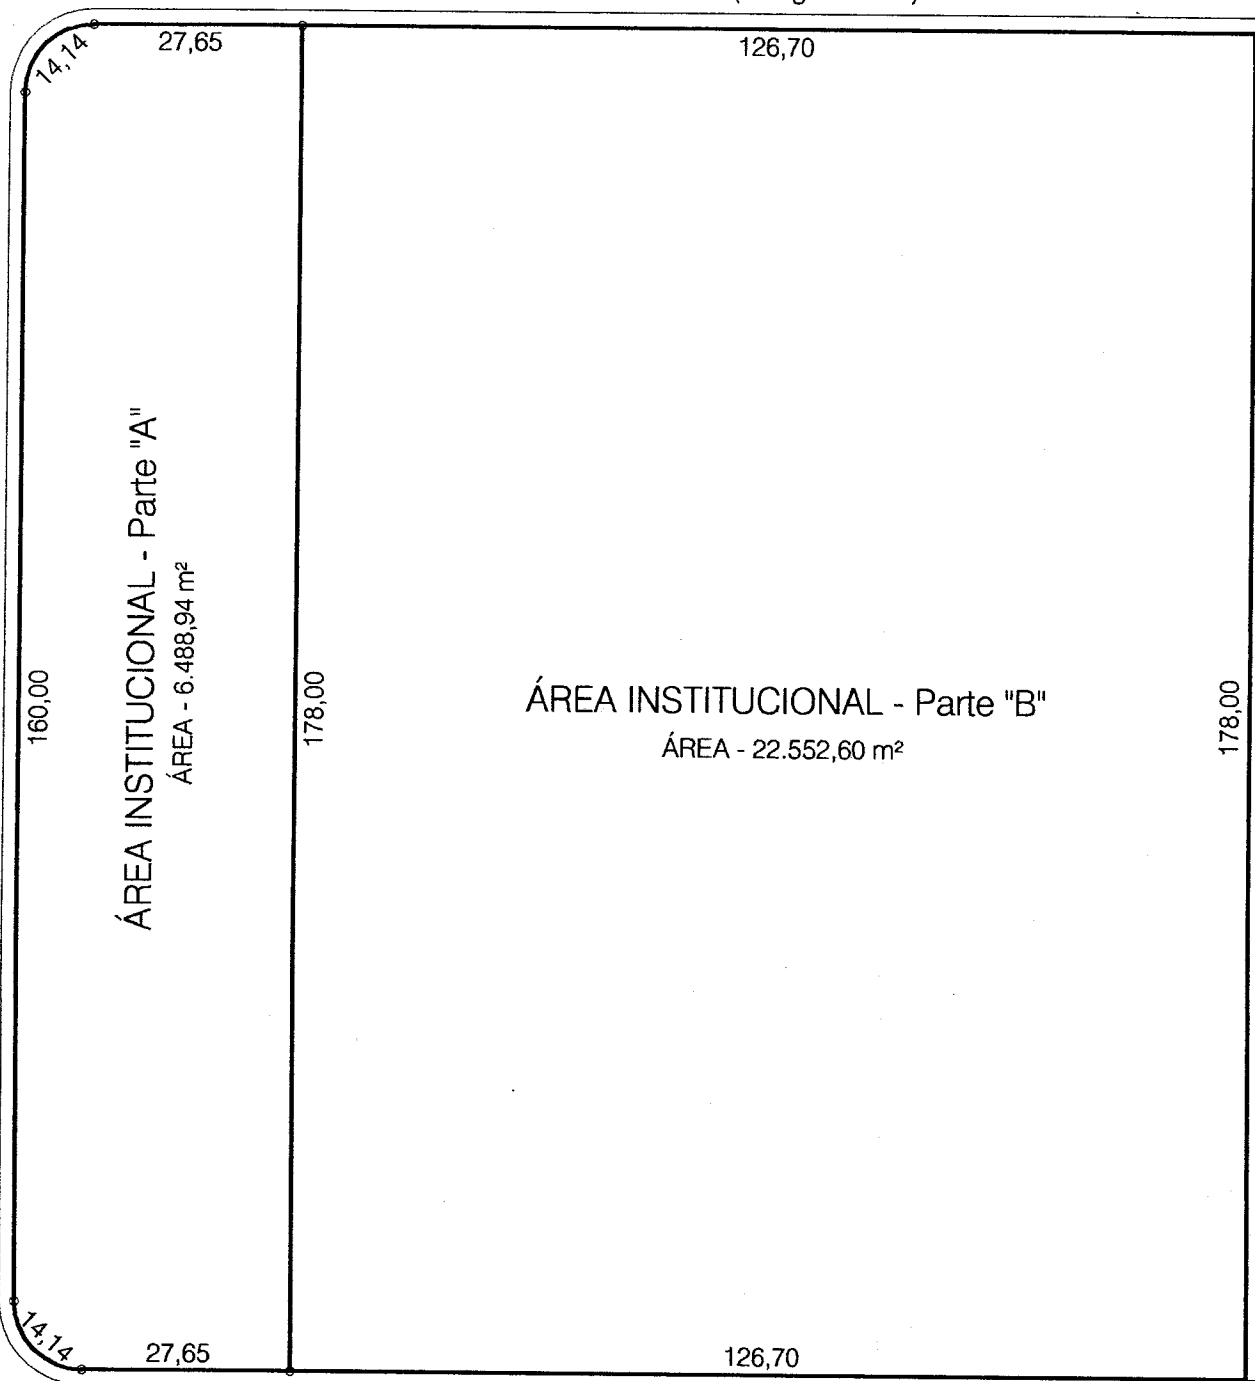 27,65
126,70
14,14
ÁREA INSTITUCIONAL - Parte "A"
ÁREA - 6.488,94 m²
160,00
178,00
ÁREA INSTITUCIONAL - Parte "B"
ÁREA - 22.552,60 m²
178,00
14,14
27,65
126,70